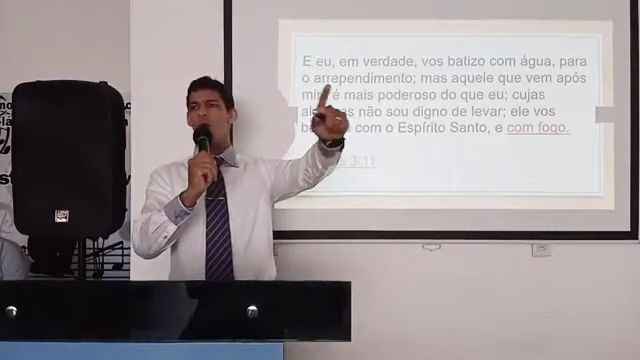 E eu, em verdade, vos batizo com água, para
o arrependimento; mas aquele que vem após
mim é mais poderoso do que eu; cujas
não sou digno de levar; ele vos
com o Espírito Santo, e com fogo.
3:11